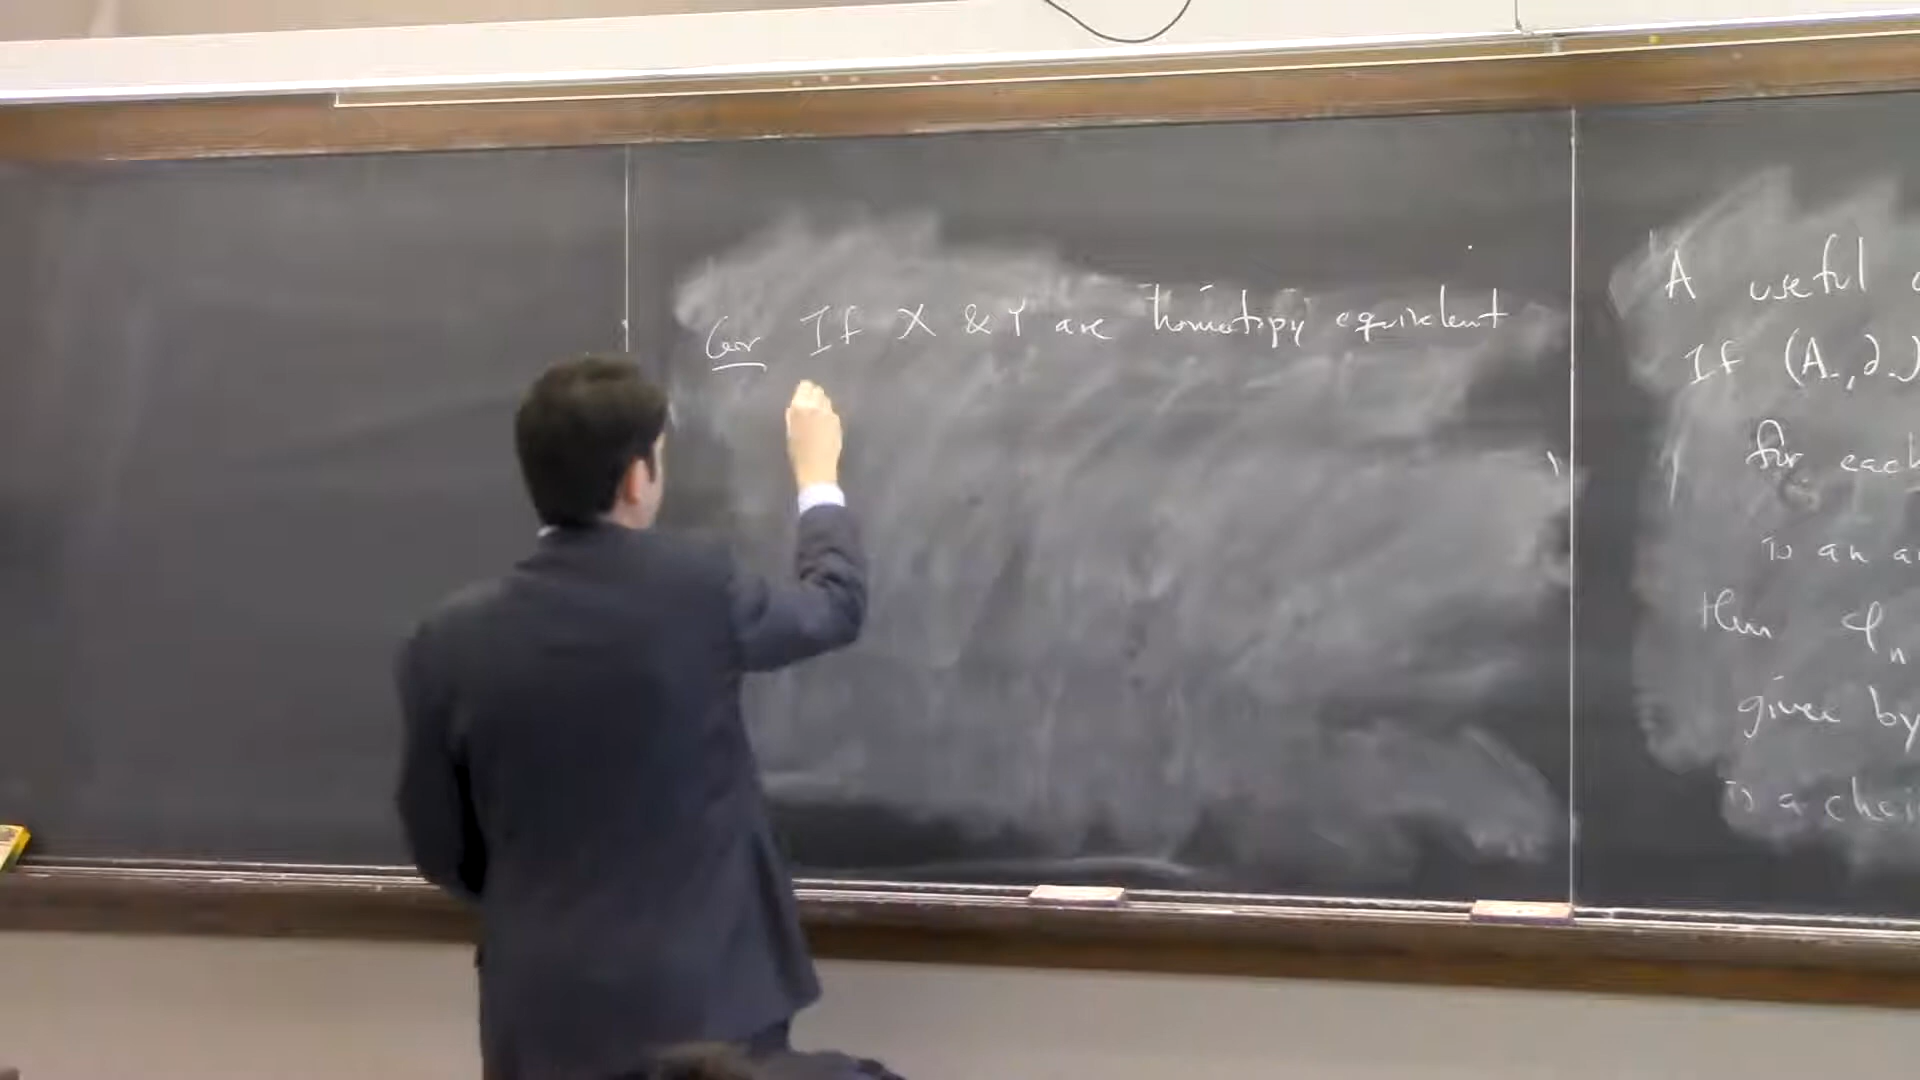 Cor If X & Y are homotopy equivalent
A useful
If (A., ∂.)
for each
is an
then φn
given by
is a chai